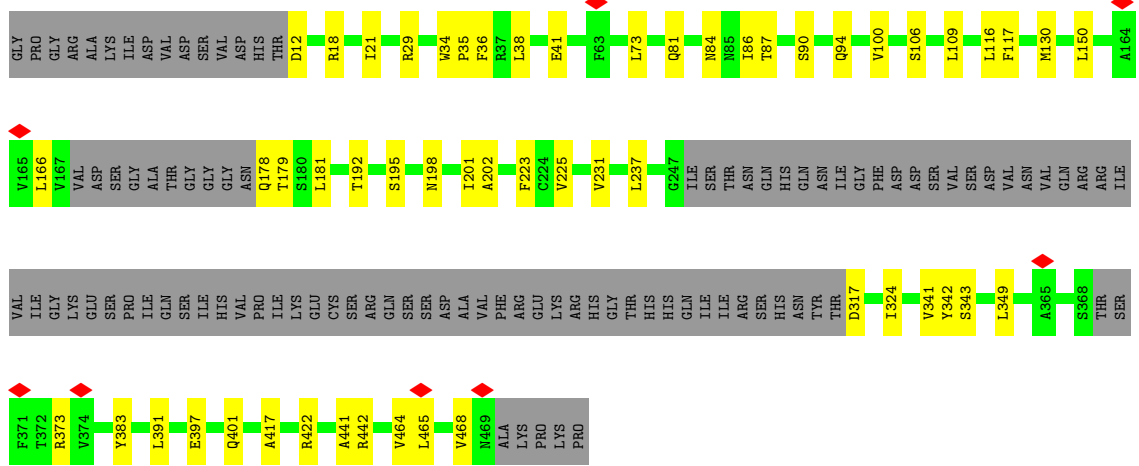 GLY PRO GLY ARG ALA LYS ILE ASP VAL ASP SER VAL ASP HIS THR D12 R18 I21 R29 W34 P35 F36 R37 L38 E41 F63 L73 Q81 N84 N85 I86 T87 S90 Q94 V100 S106 L109 L116 F117 M130 L150 A164
V165 L166 V167 VAL ASP SER GLY ALA THR GLY GLY GLY ASN Q178 T179 S180 L181 T192 S195 N198 I201 A202 F223 C224 V225 V231 L237 G247 ILE SER THR ASN GLN HIS GLN ASN ILE GLY PHE ASP ASP SER VAL SER ASP VAL ASN VAL GLN ARG ARG ILE
VAL ILE GLY LYS GLU SER PRO ILE GLN SER ILE HIS VAL PRO ILE LYS GLU CYS SER ARG GLN SER SER ASP ALA VAL PHE ARG GLU LYS ARG HIS GLY THR HIS HIS GLN ILE ILE ARG SER HIS ASN TYR THR D317 I324 V341 Y342 S343 L349 A365 S368 THR SER
F371 T372 R373 V374 Y383 L391 E397 Q401 A417 R422 A441 R442 V464 L465 V468 N469 ALA LYS PRO LYS PRO